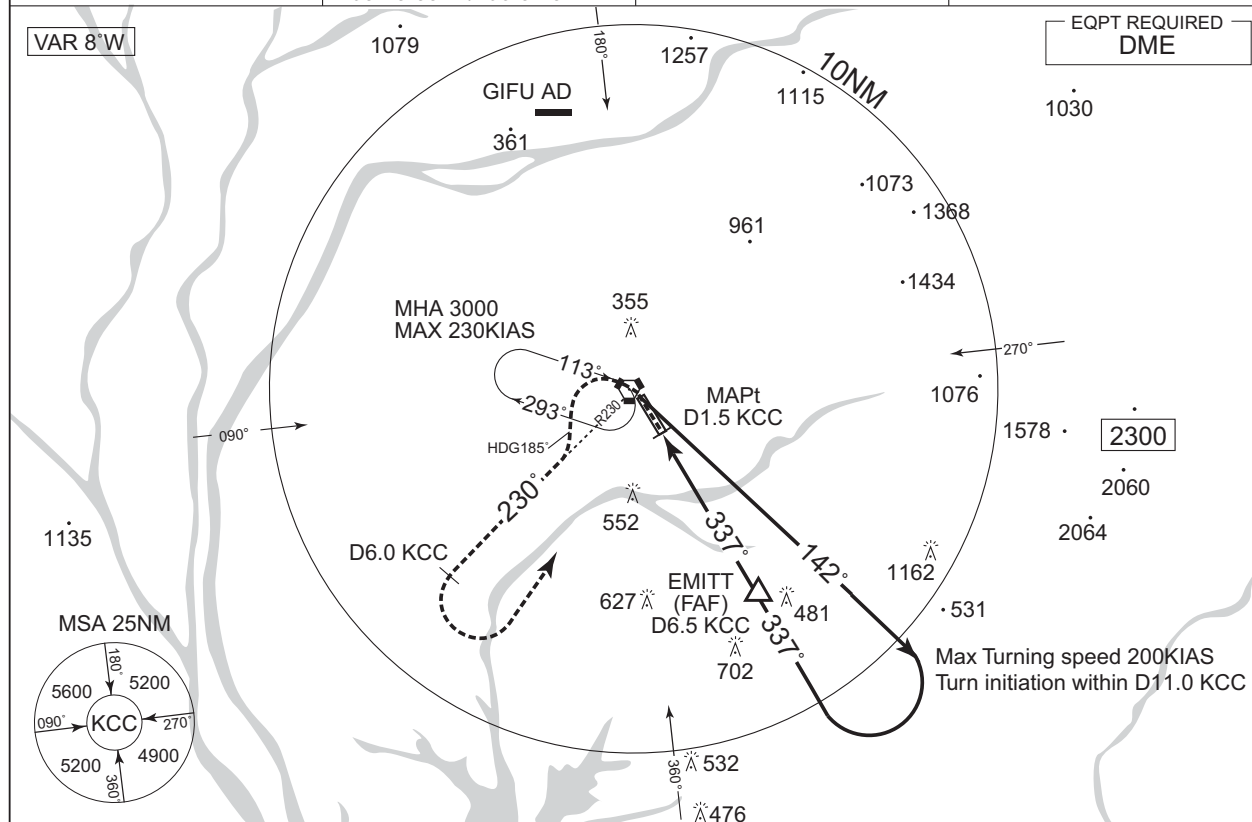 VAR 8°W
1079
180°
1257
EQPT REQUIRED
DME
10NM
1115
1030
GIFU AD
361
1073
961
1368
1434
355
MHA 3000
MAX 230KIAS
270°
113°
MAPt
D1.5 KCC
1076
293°
R230
090°
HDG185°
1578
2300
2060
230°
552
337°
2064
1135
142°
D6.0 KCC
1162
EMITT
(FAF)
D6.5 KCC
627
481
531
337°
MSA 25NM
702
Max Turning speed 200KIAS
Turn initiation within D11.0 KCC
180°
5600
5200
090°
KCC
270°
5200
4900
360°
360°
532
476